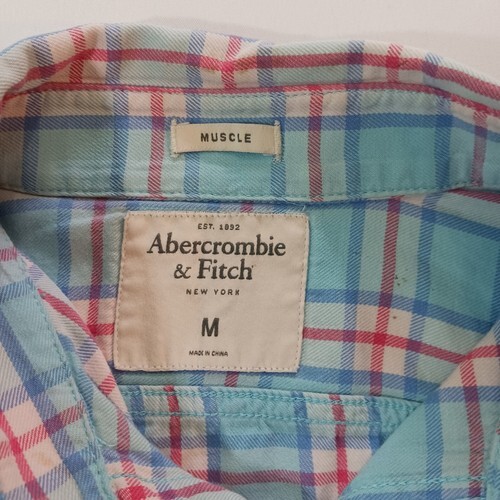 MUSCLE
EST. 1892
Abercrombie
& Fitch
NEW YORK
M
MADE IN CHINA